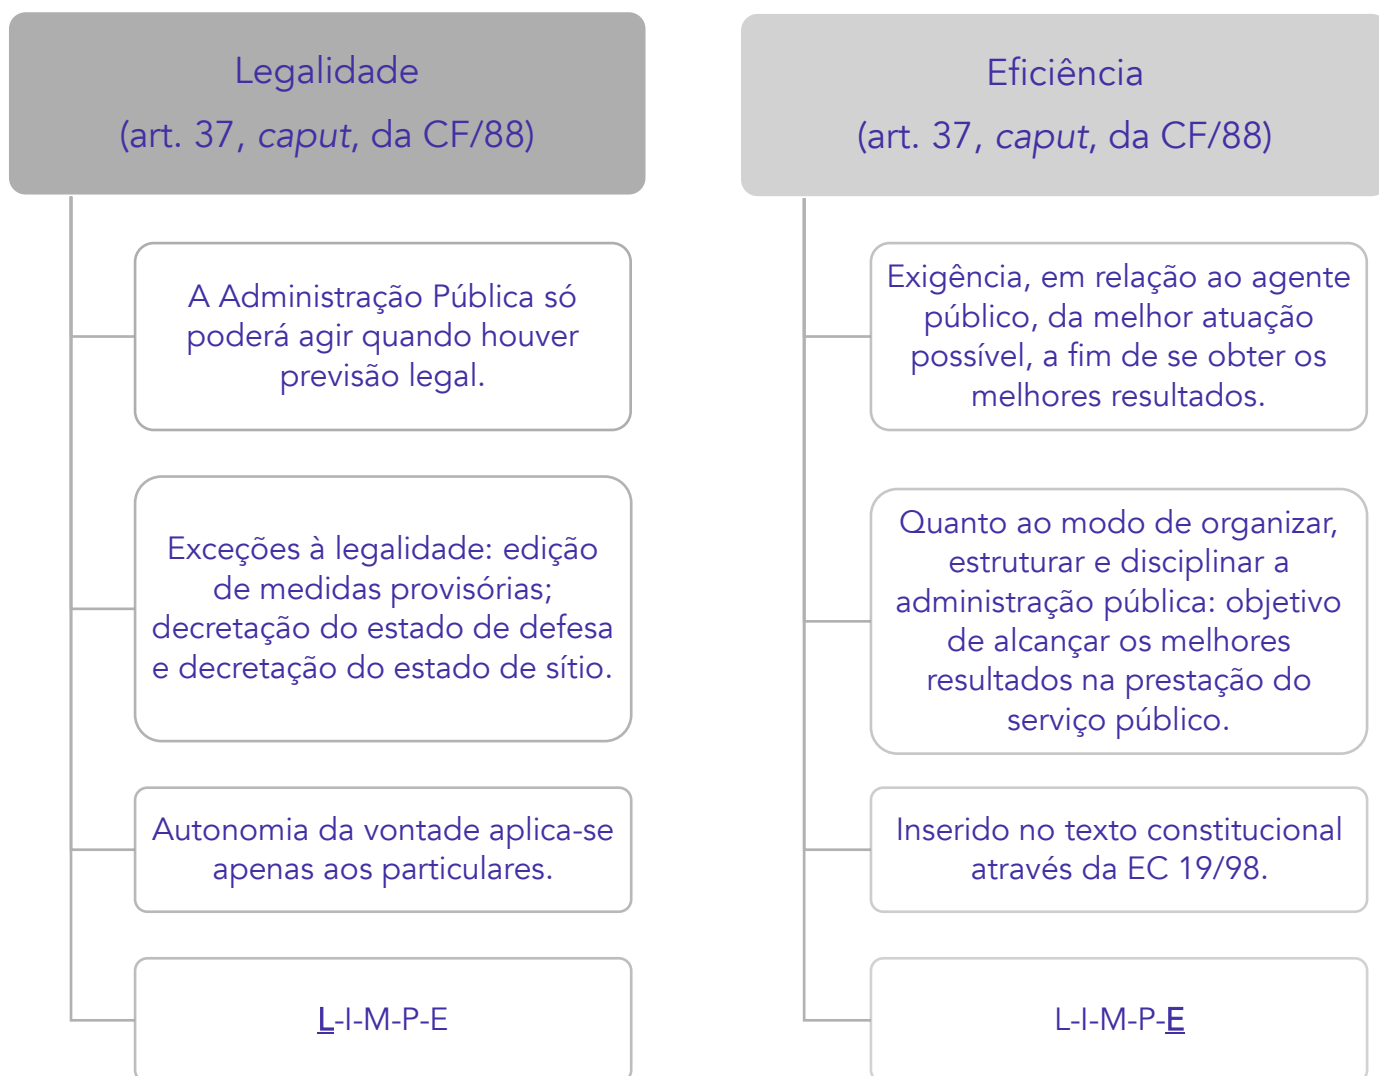 Legalidade
(art. 37, caput, da CF/88)
A Administração Pública só
poderá agir quando houver
previsão legal.
Exceções à legalidade: edição
de medidas provisórias;
decretação do estado de defesa
e decretação do estado de sítio.
Autonomia da vontade aplica-se
apenas aos particulares.
L-I-M-P-E
Eficiência
(art. 37, caput, da CF/88)
Exigência, em relação ao agente
público, da melhor atuação
possível, a fim de se obter os
melhores resultados.
Quanto ao modo de organizar,
estruturar e disciplinar a
administração pública: objetivo
de alcançar os melhores
resultados na prestação do
serviço público.
Inserido no texto constitucional
através da EC 19/98.
L-I-M-P-E